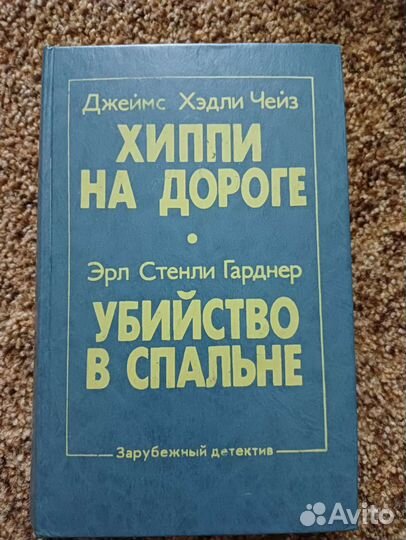 Джеймс Хэдли Чейз
ХИППИ
НА ДОРОГЕ
•
Эрл Стенли Гарднер
УБИЙСТВО
В СПАЛЬНЕ
Зарубежный детектив
Avito